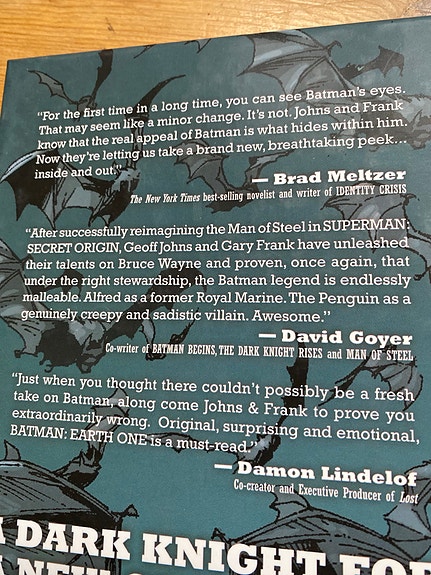 “For the first time in a long time, you can see Batman’s eyes.
That may seem like a minor change. It’s not. Johns and Frank
know that the real appeal of Batman is what hides within him.
Now they’re letting us take a brand new, breathtaking peek...
inside and out.”
— Brad Meltzer
The New York Times best-selling novelist and writer of IDENTITY CRISIS
“After successfully reimagining the Man of Steel in SUPERMAN:
SECRET ORIGIN, Geoff Johns and Gary Frank have unleashed
their talents on Bruce Wayne and proven, once again, that
under the right stewardship, the Batman legend is endlessly
malleable. Alfred as a former Royal Marine. The Penguin as a
genuinely creepy and sadistic villain. Awesome.”
— David Goyer
Co-writer of BATMAN BEGINS, THE DARK KNIGHT RISES and MAN OF STEEL
“Just when you thought there couldn’t possibly be a fresh
take on Batman, along come Johns & Frank to prove you
extraordinarily wrong. Original, surprising and emotional,
BATMAN: EARTH ONE is a must-read.”
— Damon Lindelof
Co-creator and Executive Producer of Lost
A DARK KNIGHT FOR
A NEW